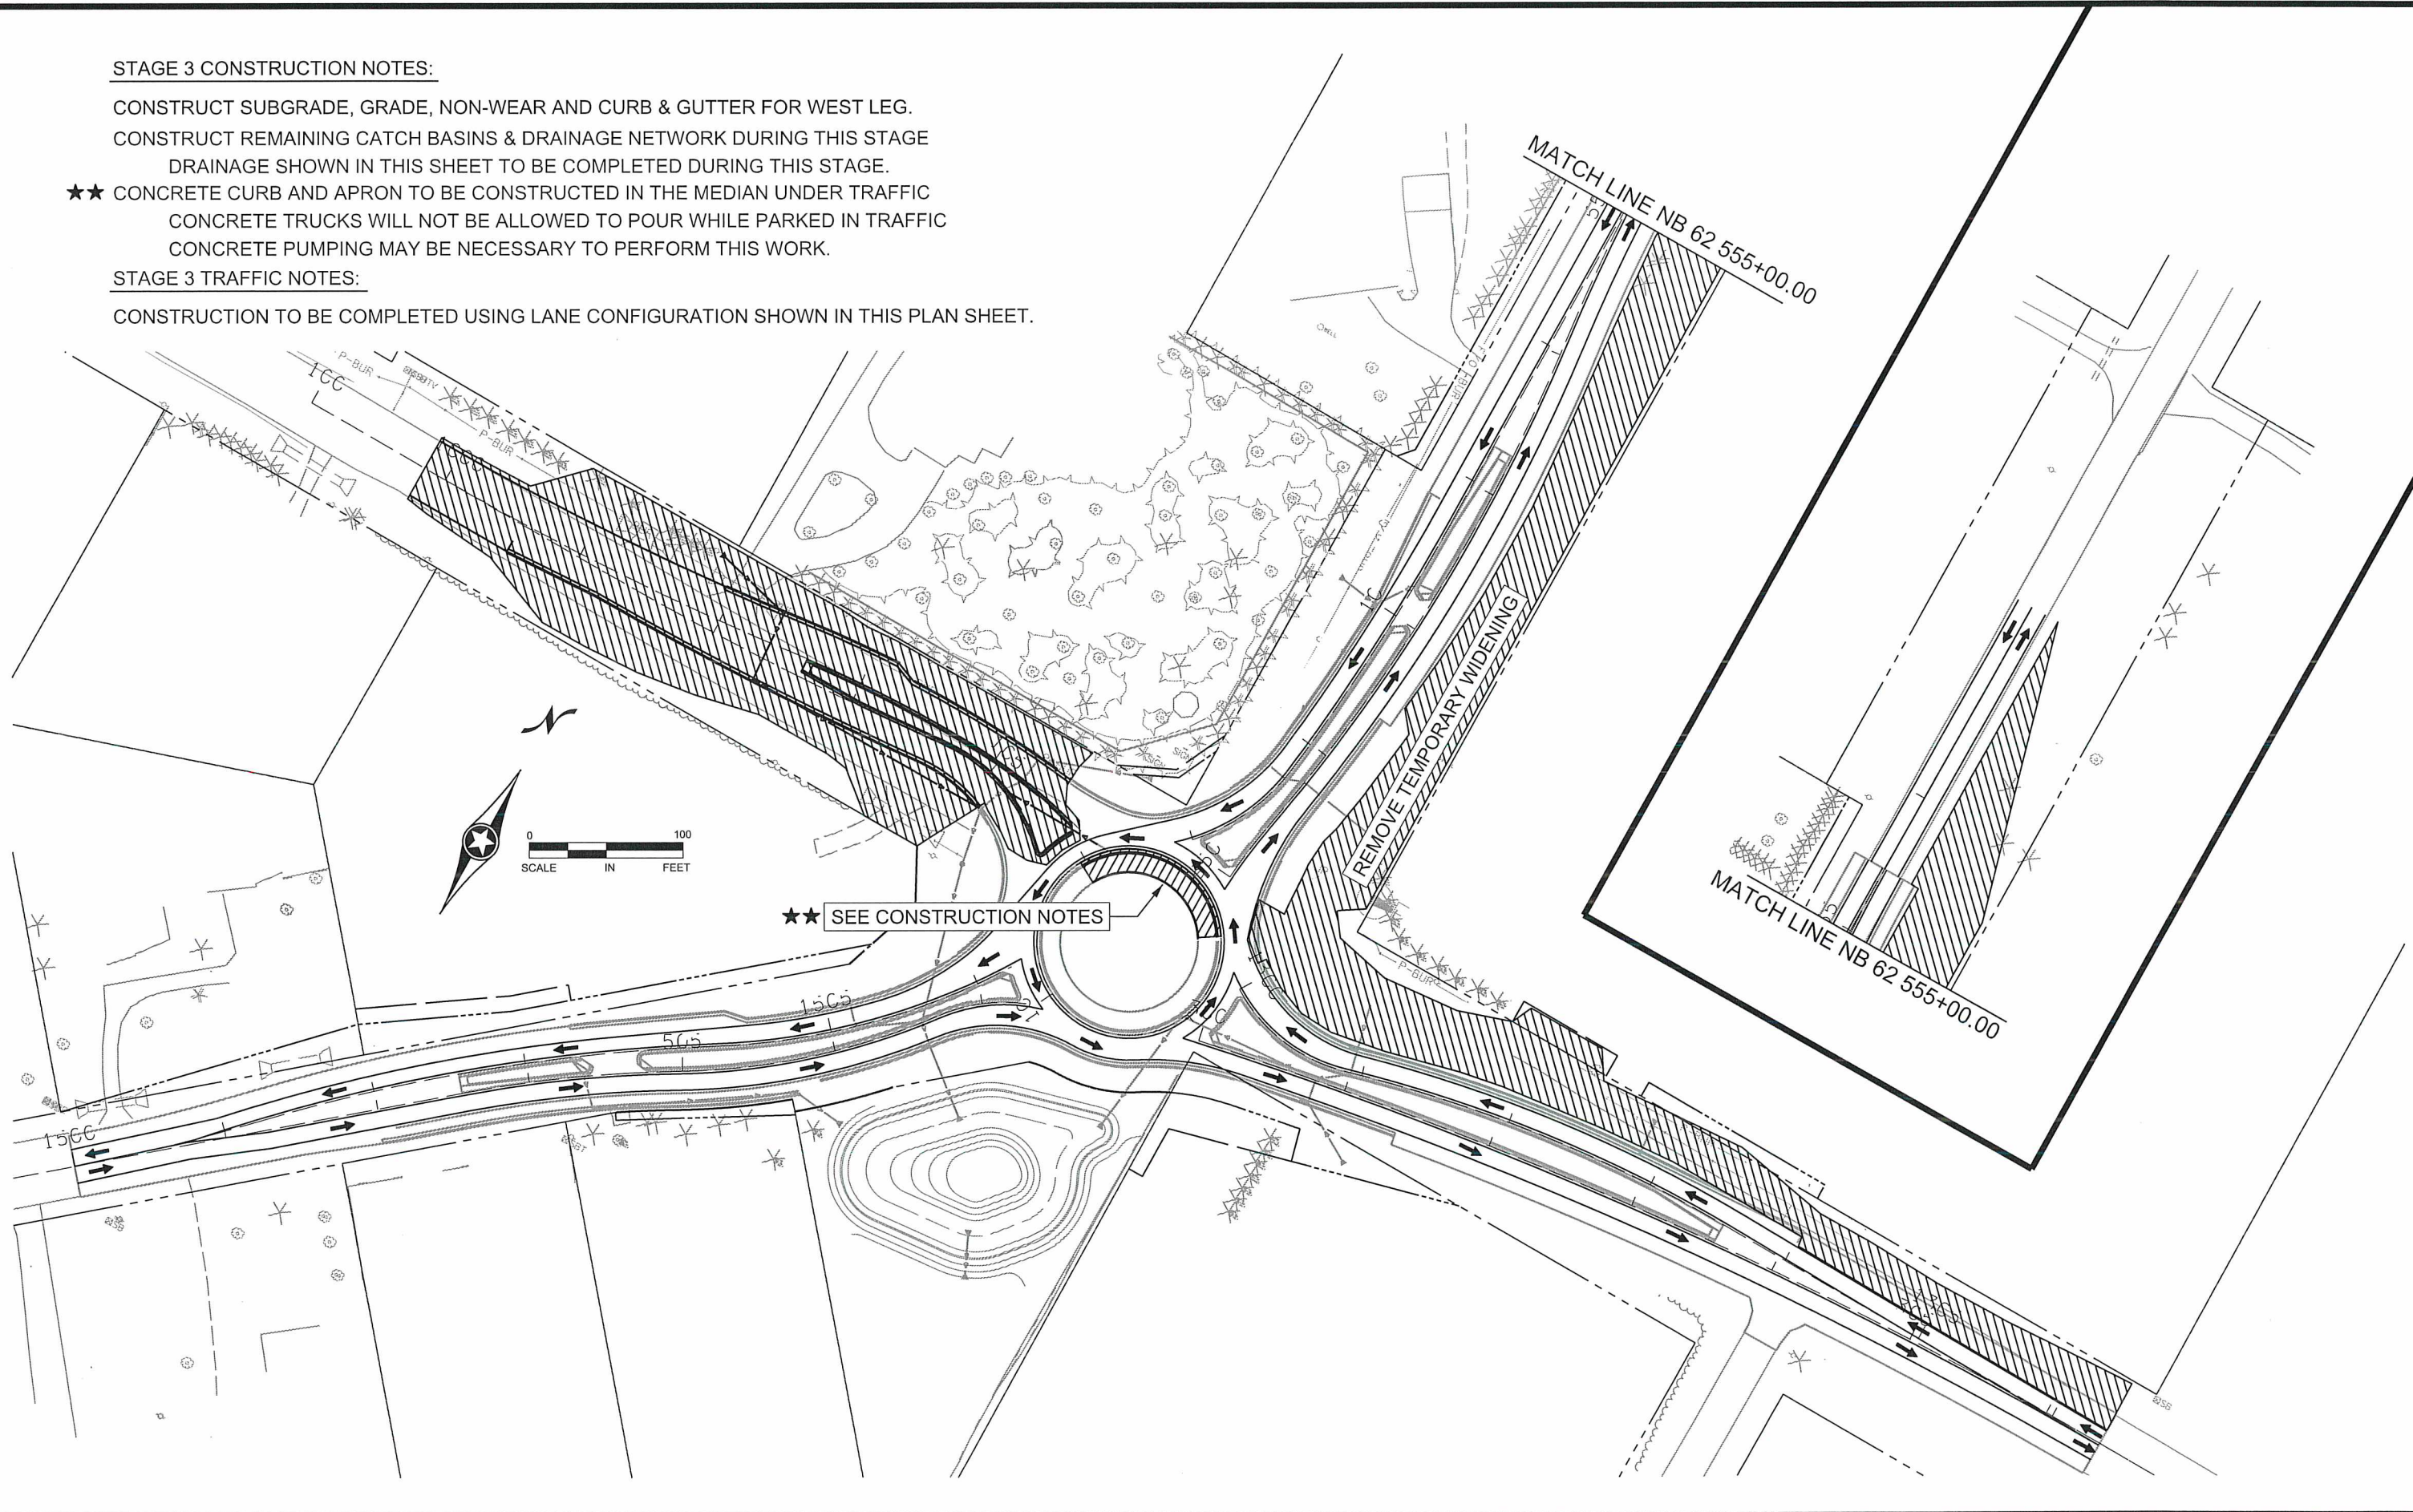 STAGE 3 CONSTRUCTION NOTES:
CONSTRUCT SUBGRADE, GRADE, NON-WEAR AND CURB & GUTTER FOR WEST LEG.
CONSTRUCT REMAINING CATCH BASINS & DRAINAGE NETWORK DURING THIS STAGE
DRAINAGE SHOWN IN THIS SHEET TO BE COMPLETED DURING THIS STAGE.
★★ CONCRETE CURB AND APRON TO BE CONSTRUCTED IN THE MEDIAN UNDER TRAFFIC
CONCRETE TRUCKS WILL NOT BE ALLOWED TO POUR WHILE PARKED IN TRAFFIC
CONCRETE PUMPING MAY BE NECESSARY TO PERFORM THIS WORK.
STAGE 3 TRAFFIC NOTES:
CONSTRUCTION TO BE COMPLETED USING LANE CONFIGURATION SHOWN IN THIS PLAN SHEET.
MATCH LINE NB 62 555+00.00
P-BUR
P-BUR
WELL
N
0 100
SCALE IN FEET
SIGN
REMOVE TEMPORARY WIDENING
★★ SEE CONSTRUCTION NOTES
P-BUR
MATCH LINE NB 62 555+00.00